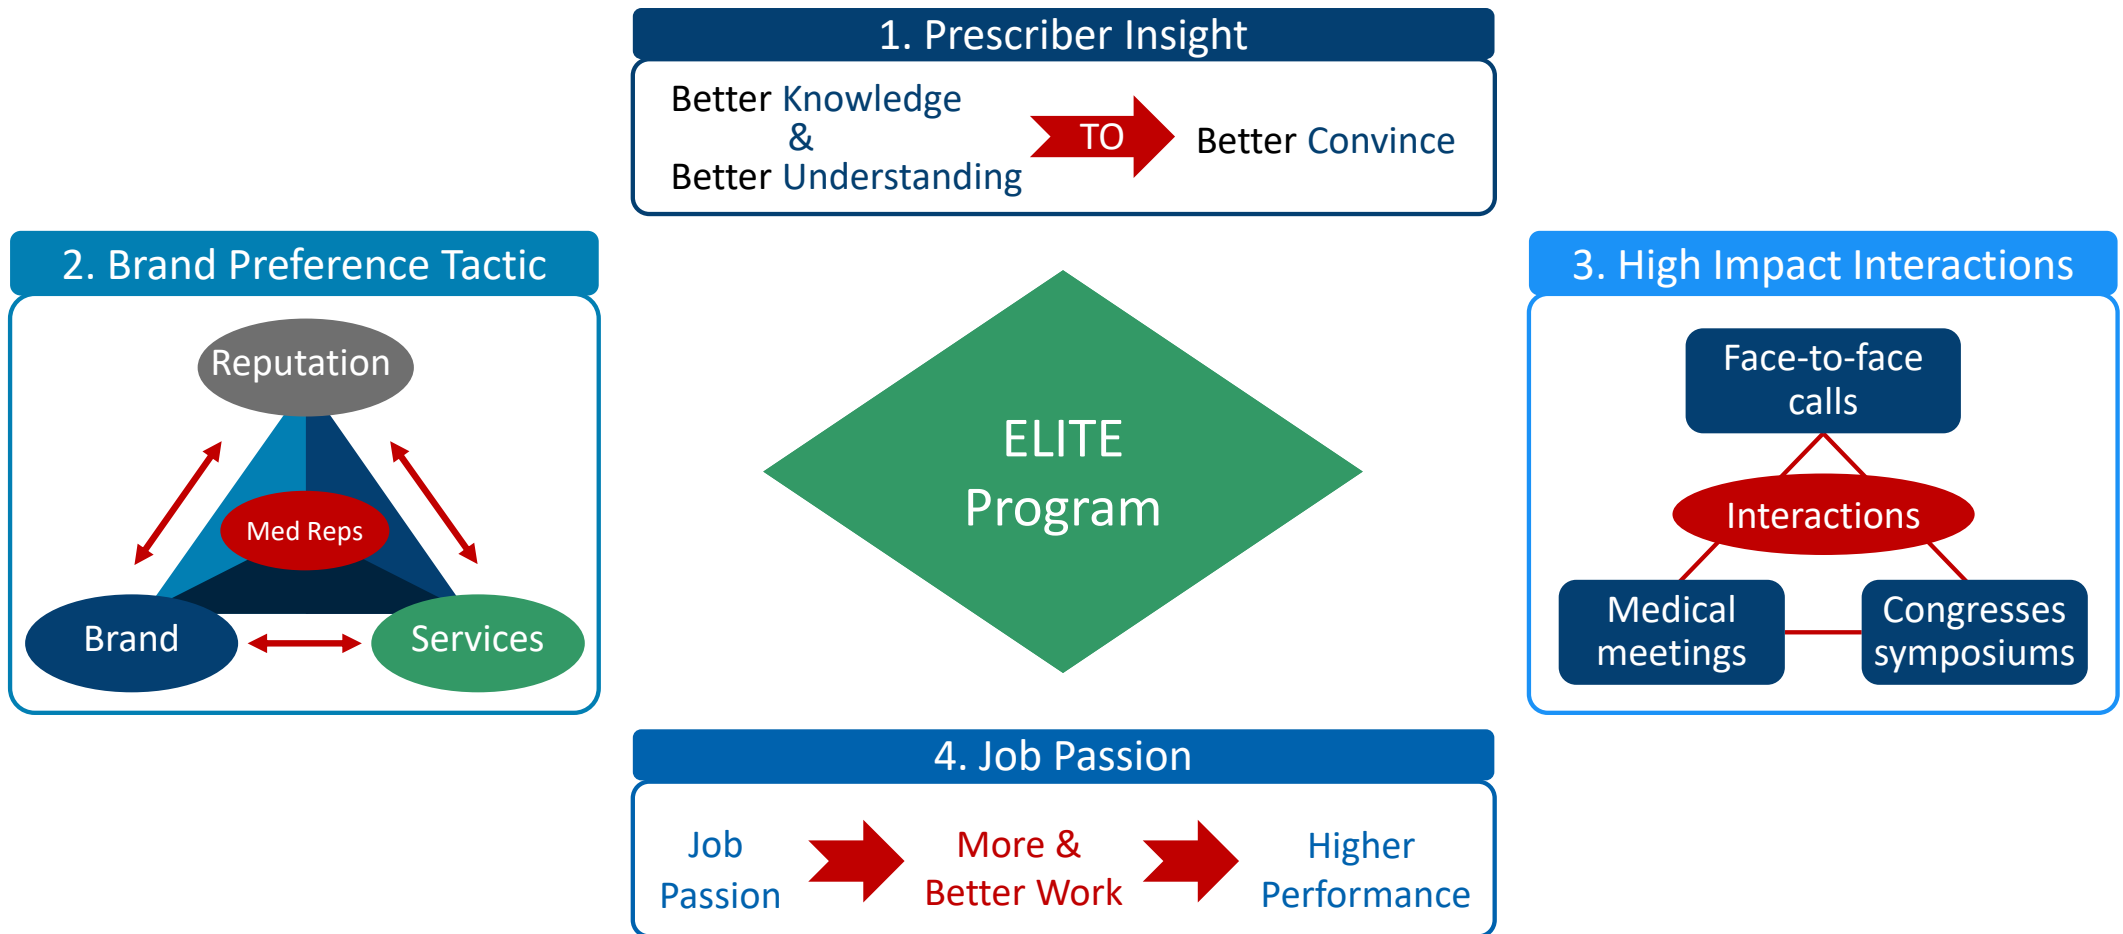 1. Prescriber Insight
Better Knowledge
&
Better Understanding
TO
Better Convince
2. Brand Preference Tactic
Reputation
Med Reps
Brand
Services
ELITE
Program
3. High Impact Interactions
Face-to-face
calls
Interactions
Medical
meetings
Congresses
symposiums
4. Job Passion
Job
Passion
More &
Better Work
Higher
Performance